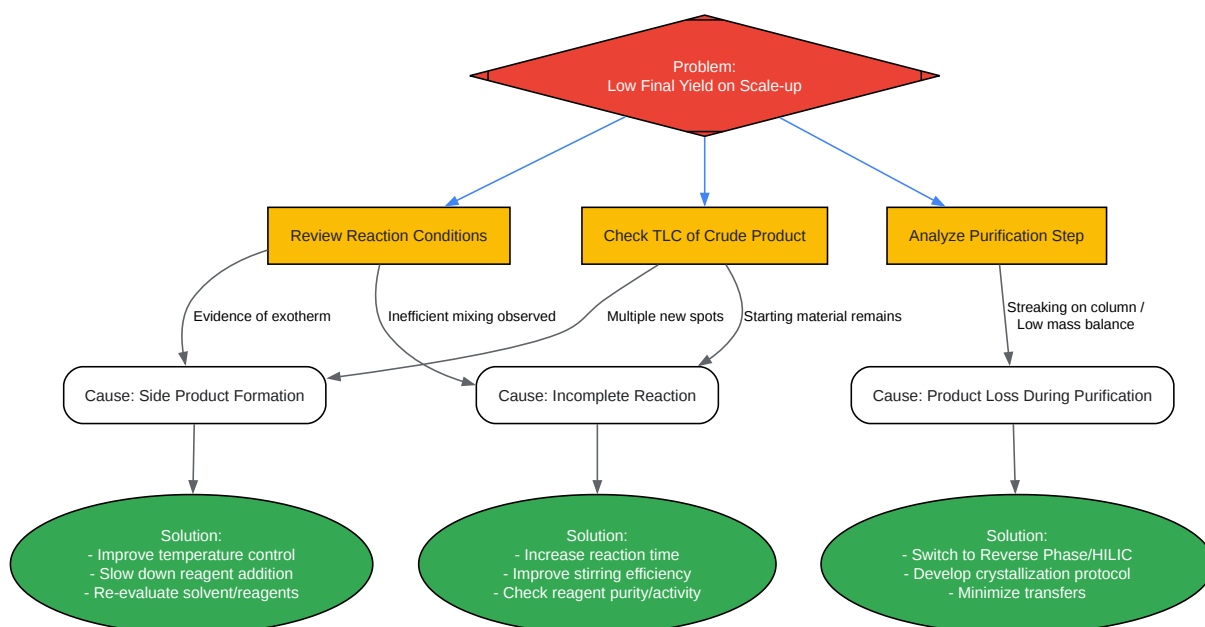 Problem:
Low Final Yield on Scale-up
Review Reaction Conditions
Check TLC of Crude Product
Analyze Purification Step
Evidence of exotherm
Inefficient mixing observed
Multiple new spots
Starting material remains
Streaking on column /
Low mass balance
Cause: Side Product Formation
Cause: Incomplete Reaction
Cause: Product Loss During Purification
Solution:
- Improve temperature control
- Slow down reagent addition
- Re-evaluate solvent/reagents
Solution:
- Increase reaction time
- Improve stirring efficiency
- Check reagent purity/activity
Solution:
- Switch to Reverse Phase/HILIC
- Develop crystallization protocol
- Minimize transfers